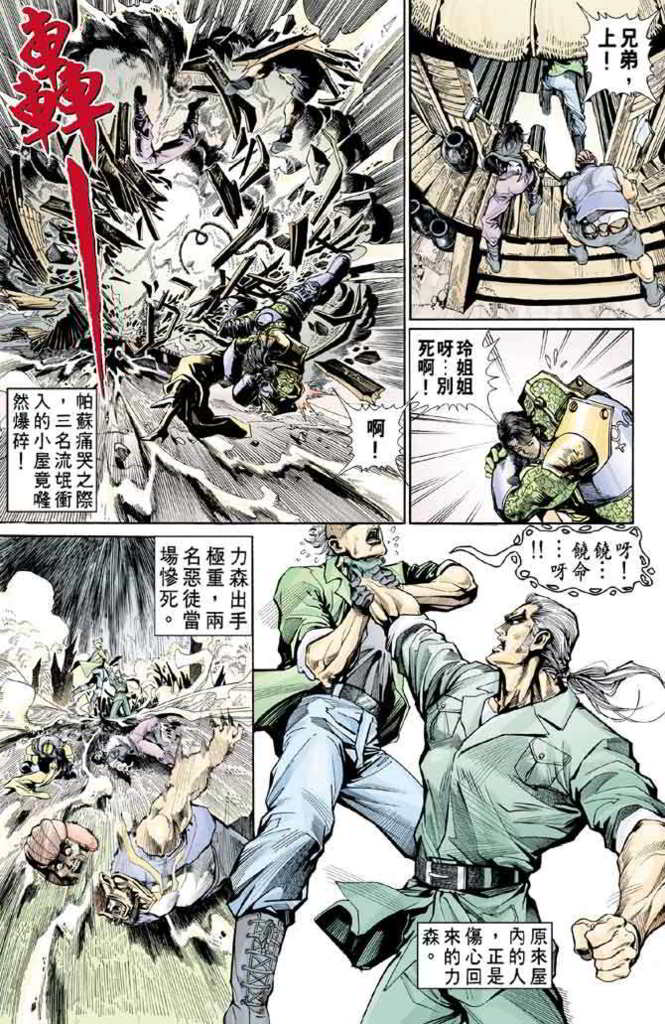 兄弟，
上！
轟
帕蘇痛哭之際
，三名流氓衝
入的小屋竟隆
然爆碎！
啊！
玲姐姐
呀…別
死啊！
力森出手
極重，兩
名惡徒當
場慘死。
呀！
饒…
饒命
呀
…!!
原來屋
內的人
，正是
傷心回
來的力
森。